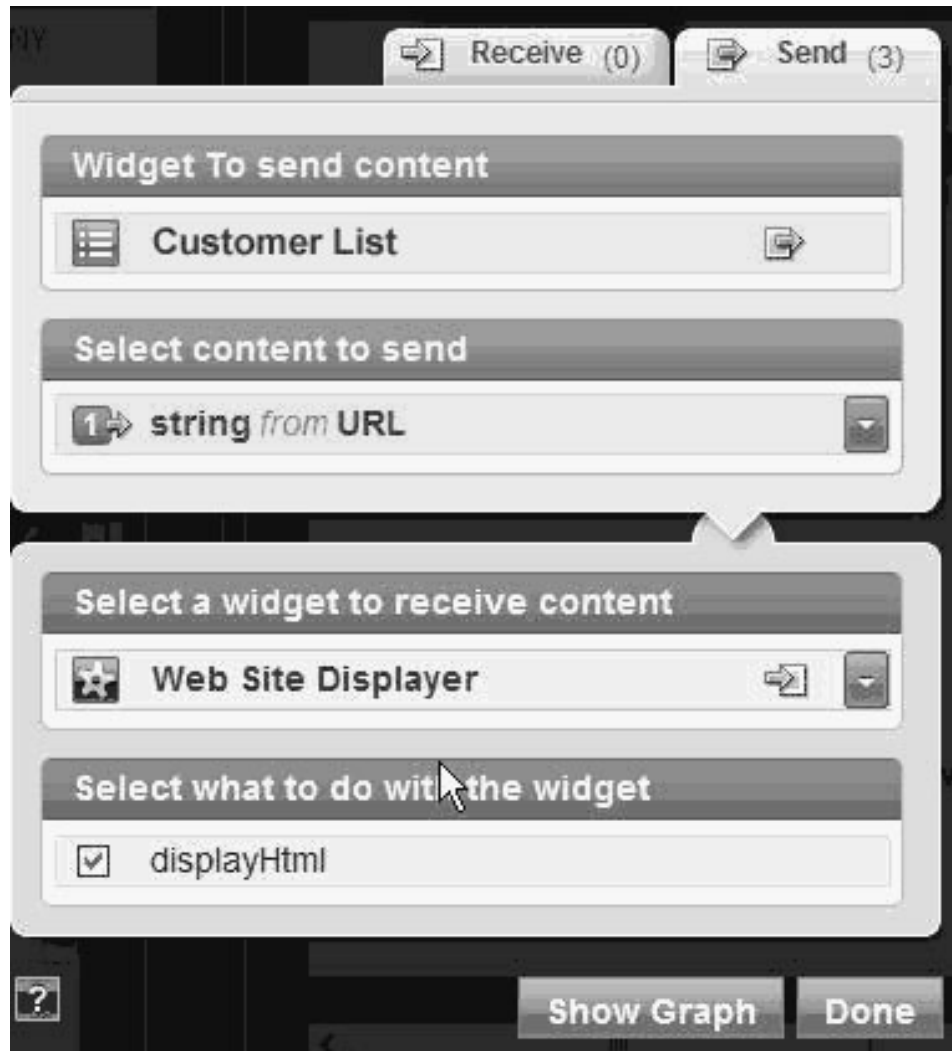 NY
Receive (0)
Send (3)
Widget To send content
Customer List
Select content to send
1 string from URL
Select a widget to receive content
Web Site Displayer
Select what to do with the widget
displayHtml
?
Show Graph
Done